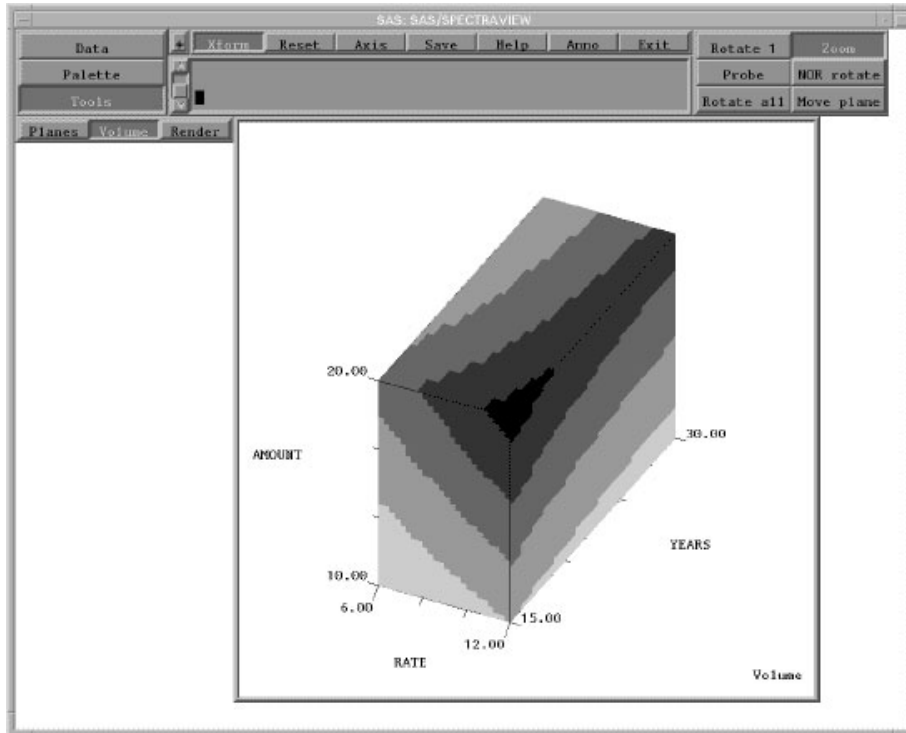 SAS: SAS/SPECTRAVIEW
Data
Palette
Tools
+ Xform Reset Axis Save Help Anno Exit
Rotate 1 Zoom
Probe NOR rotate
Rotate all Move plane
Planes Volume Render
20.00
AMOUNT
30.00
YEARS
10.00
6.00
15.00
12.00
RATE
Volume